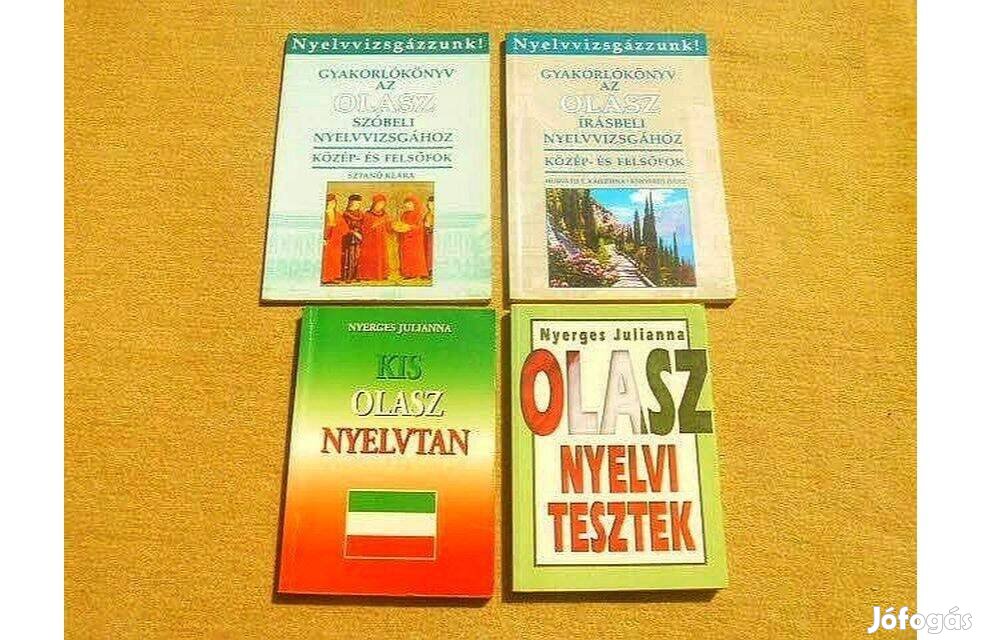 Nyelvvizsgázzunk!
GYAKORLÓKÖNYV
AZ
OLASZ
SZÓBELI
NYELVVIZSGÁHOZ
KÖZÉP- ÉS FELSŐFOK
SZTANÓ KLÁRA
Nyelvvizsgázzunk!
GYAKORLÓKÖNYV
AZ
OLASZ
ÍRÁSBELI
NYELVVIZSGÁHOZ
KÖZÉP- ÉS FELSŐFOK
NYERGES JULIANNA
KIS
OLASZ
NYELVTAN
Nyerges Julianna
OLASZ
NYELVI
TESZTEK
Jófogás